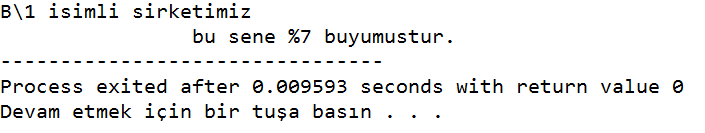 B\1 isimli sirketimiz
bu sene %7 buyumustur.
--------------------------------
Process exited after 0.009593 seconds with return value 0
Devam etmek için bir tuşa basın . . .